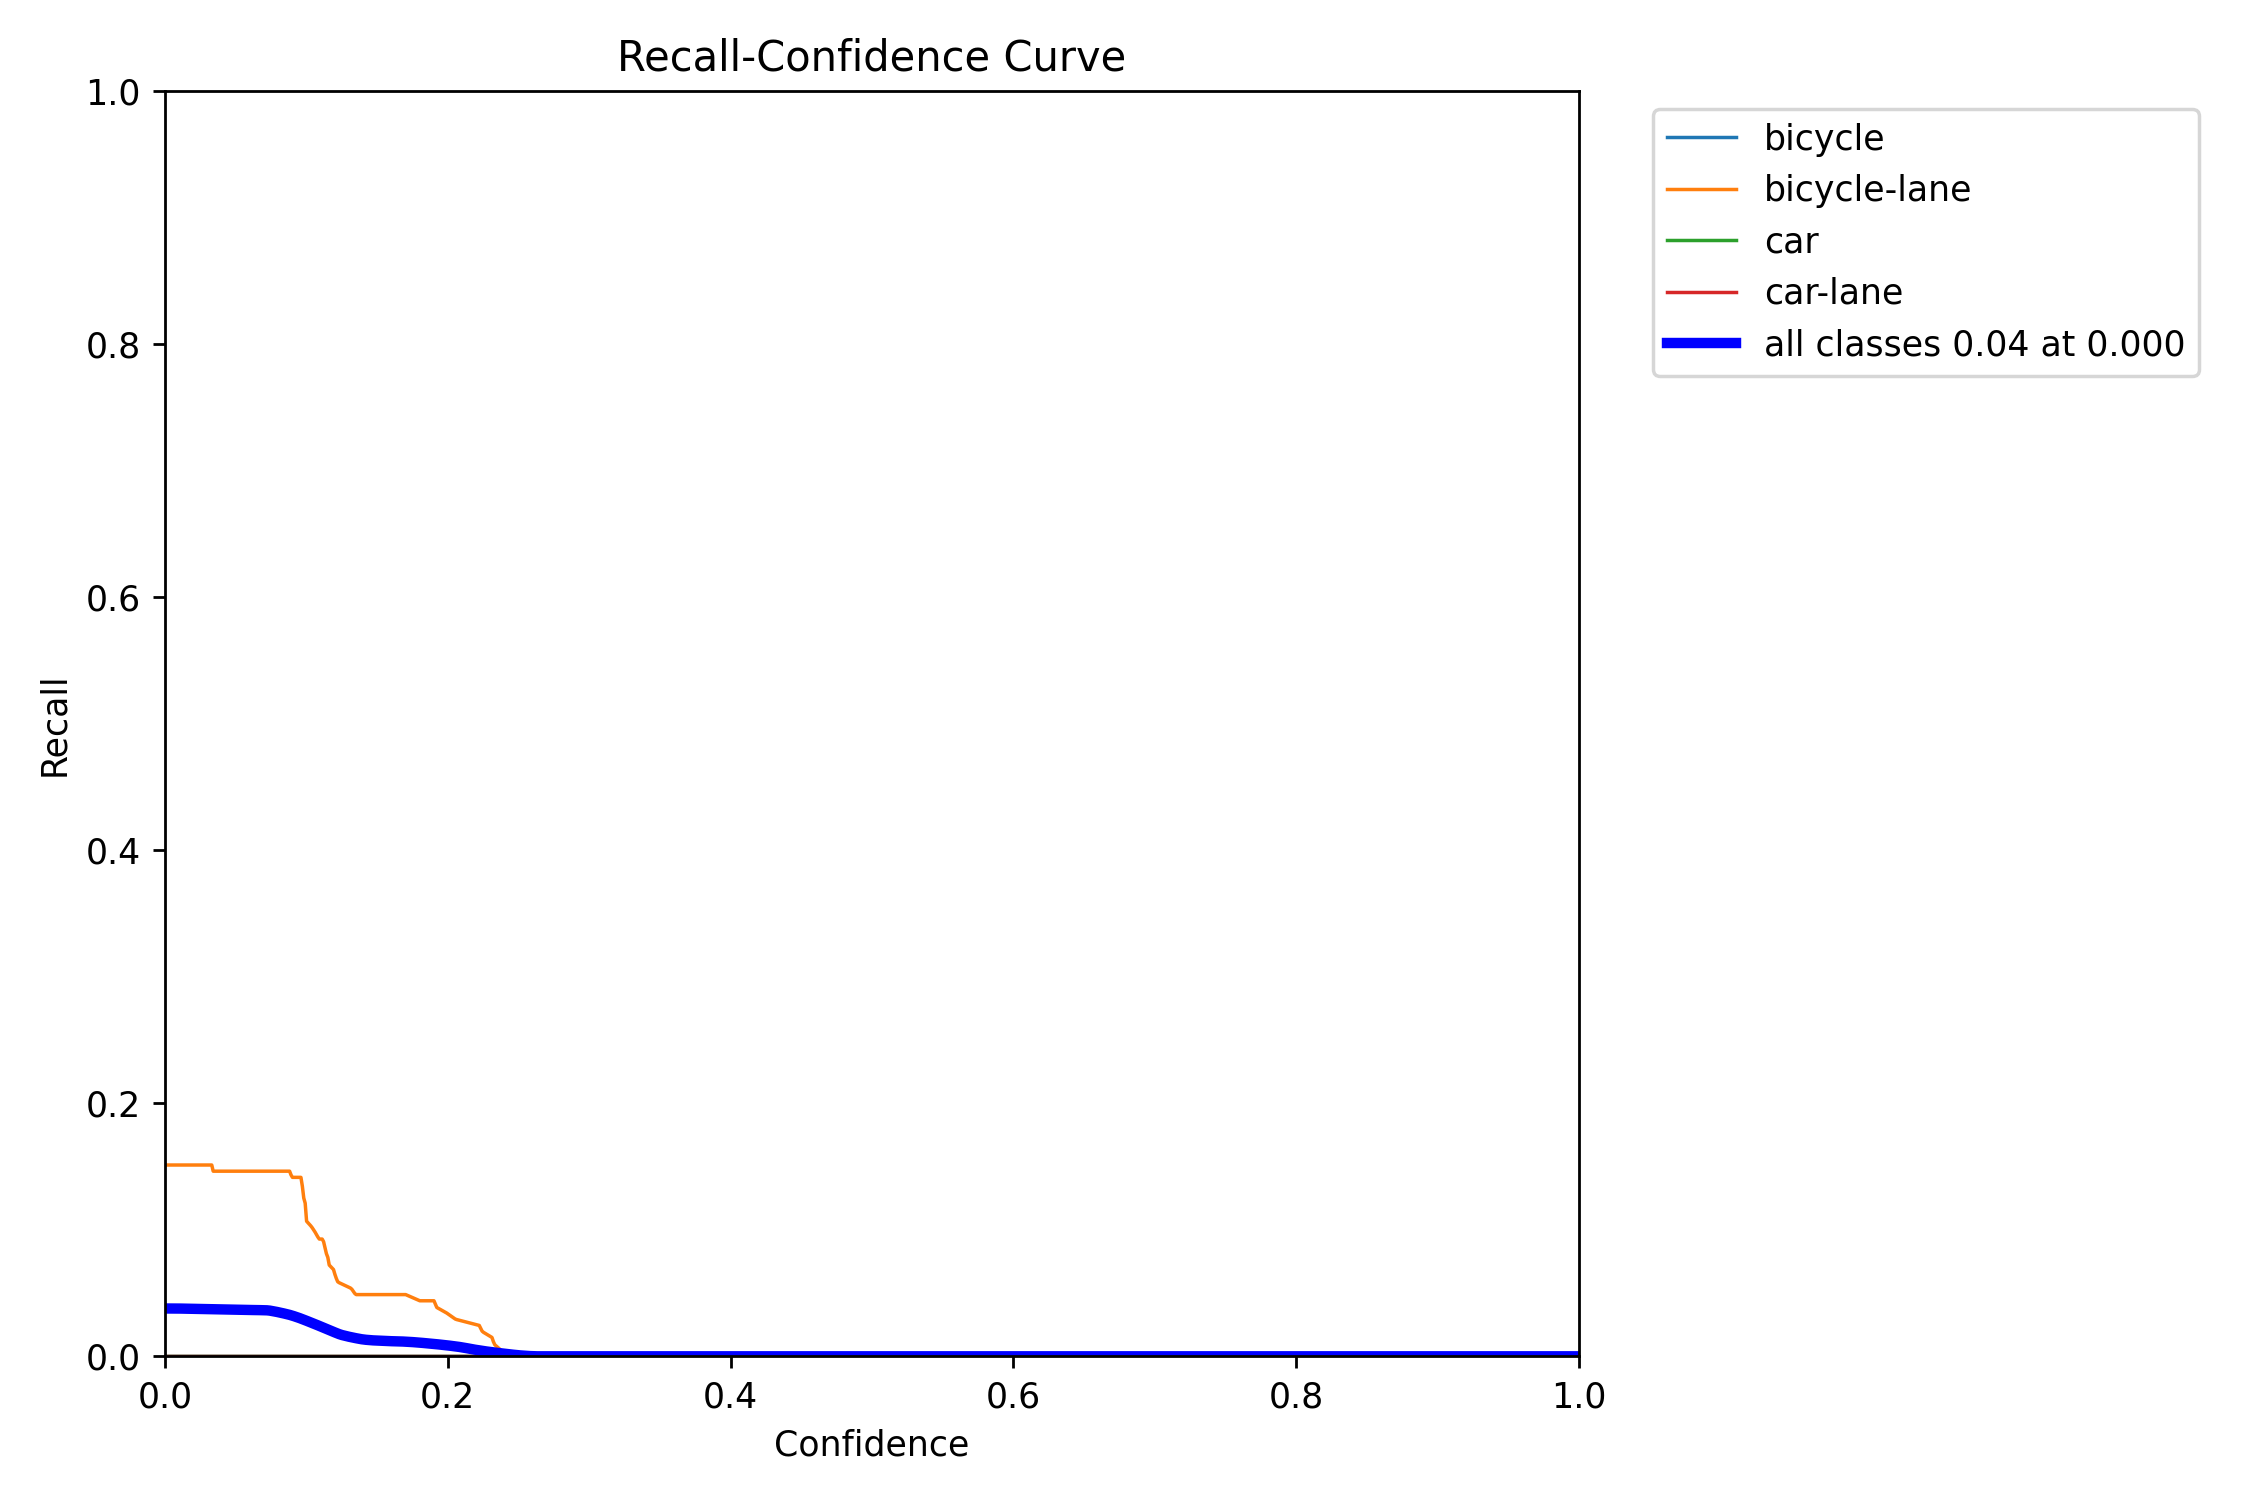 Recall-Confidence Curve
1.0
0.8
0.6
0.4
0.2
0.0
Recall
0.0 0.2 0.4 0.6 0.8 1.0
Confidence
bicycle
bicycle-lane
car
car-lane
all classes 0.04 at 0.000